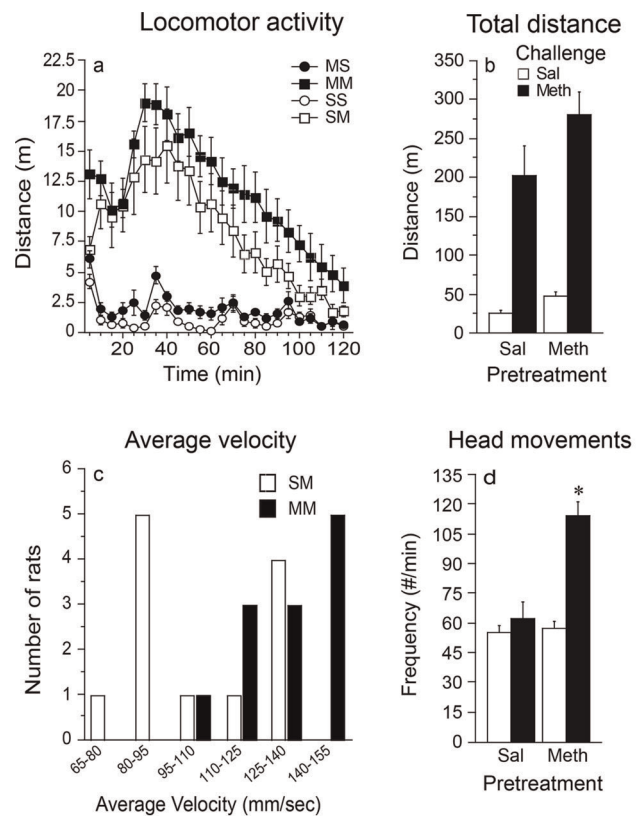 Locomotor activity
a
MS
MM
SS
SM
22.5
20
17.5
15
12.5
10
7.5
5
2.5
0
Distance (m)
20 40 60 80 100 120
Time (min)
Total distance
b
Challenge
Sal
Meth
350
300
250
200
150
100
50
0
Distance (m)
Sal Meth
Pretreatment
Average velocity
c
SM
MM
6
5
4
3
2
1
0
Number of rats
65-80 80-95 95-110 110-125 125-140 140-155
Average Velocity (mm/sec)
Head movements
d
*
135
120
105
90
75
60
45
30
15
0
Frequency (#/min)
Sal Meth
Pretreatment